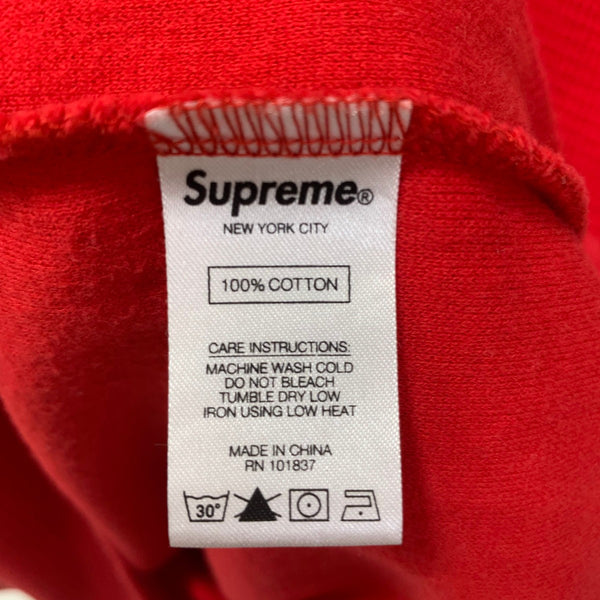 Supreme®
NEW YORK CITY
100% COTTON
CARE INSTRUCTIONS:
MACHINE WASH COLD
DO NOT BLEACH
TUMBLE DRY LOW
IRON USING LOW HEAT
MADE IN CHINA
RN 101837
30°